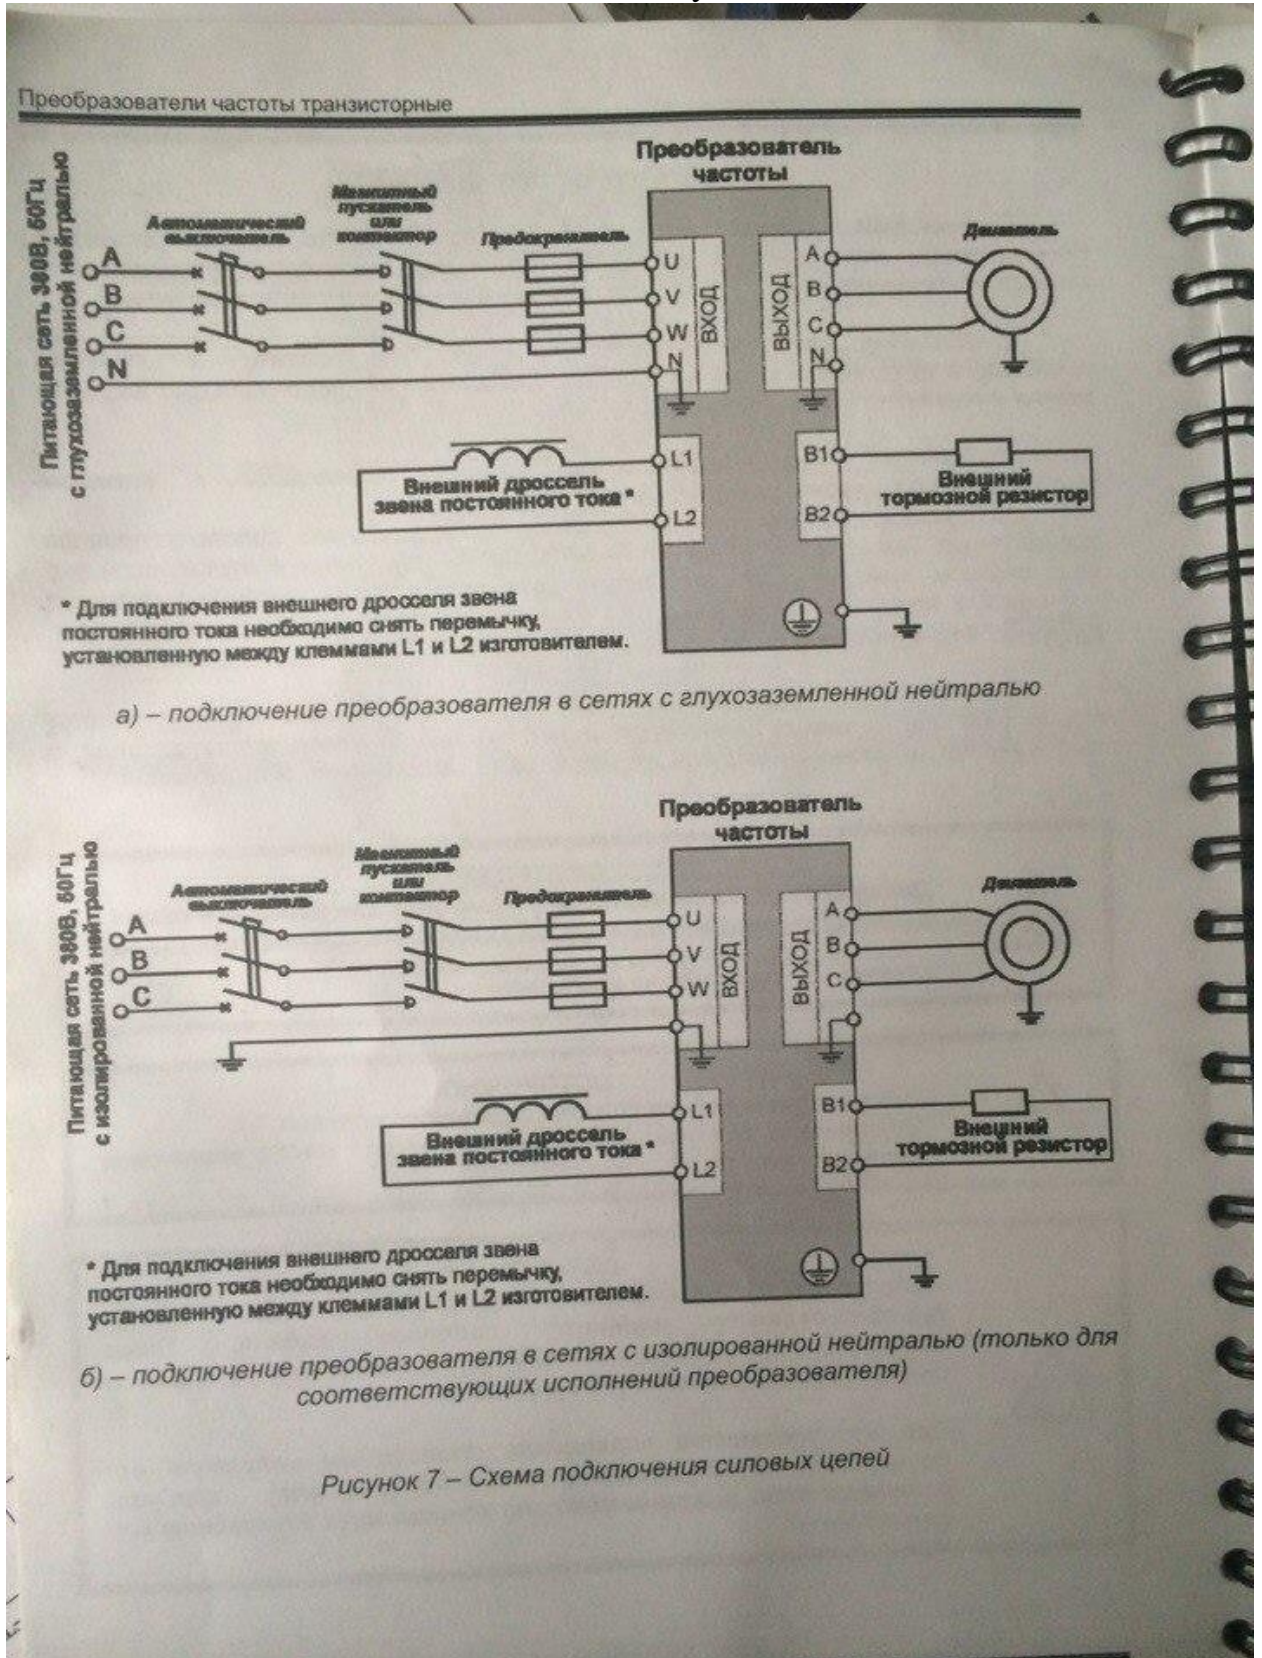 Преобразователи частоты транзисторные
Преобразователь
частоты
Питающая сеть 380В, 50Гц
с глухозаземленной нейтралью
Автоматический
выключатель
Магнитный
пускатель
или
контактор
Предохранитель
Двигатель
A
B
C
N
U
V
W
N
ВХОД
ВЫХОД
A
B
C
N
L1
L2
B1
B2
Внешний дроссель
звена постоянного тока *
Внешний
тормозной резистор
* Для подключения внешнего дросселя звена
постоянного тока необходимо снять перемычку,
установленную между клеммами L1 и L2 изготовителем.
а) – подключение преобразователя в сетях с глухозаземленной нейтралью
Преобразователь
частоты
Питающая сеть 380В, 50Гц
с изолированной нейтралью
Автоматический
выключатель
Магнитный
пускатель
или
контактор
Предохранитель
Двигатель
A
B
C
U
V
W
ВХОД
ВЫХОД
A
B
C
L1
L2
B1
B2
Внешний дроссель
звена постоянного тока *
Внешний
тормозной резистор
* Для подключения внешнего дросселя звена
постоянного тока необходимо снять перемычку,
установленную между клеммами L1 и L2 изготовителем.
б) – подключение преобразователя в сетях с изолированной нейтралью (только для
соответствующих исполнений преобразователя)
Рисунок 7 – Схема подключения силовых цепей